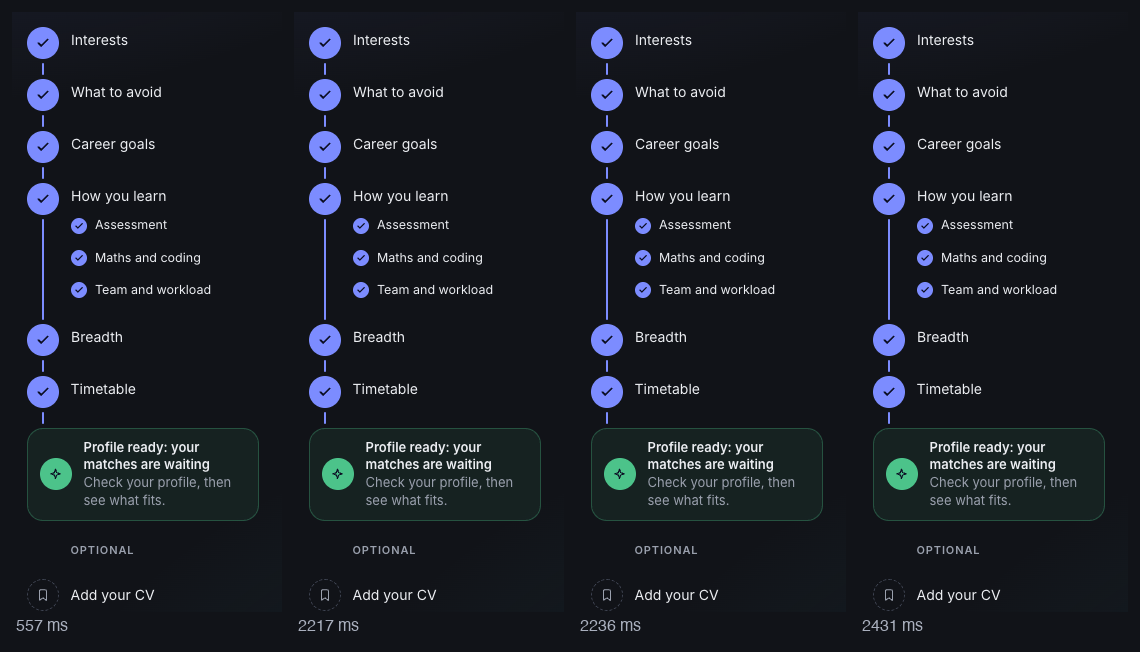 Interests
What to avoid
Career goals
How you learn
Assessment
Maths and coding
Team and workload
Breadth
Timetable
Profile ready: your
matches are waiting
Check your profile, then
see what fits.
OPTIONAL
Add your CV
557 ms
Interests
What to avoid
Career goals
How you learn
Assessment
Maths and coding
Team and workload
Breadth
Timetable
Profile ready: your
matches are waiting
Check your profile, then
see what fits.
OPTIONAL
Add your CV
2217 ms
Interests
What to avoid
Career goals
How you learn
Assessment
Maths and coding
Team and workload
Breadth
Timetable
Profile ready: your
matches are waiting
Check your profile, then
see what fits.
OPTIONAL
Add your CV
2236 ms
Interests
What to avoid
Career goals
How you learn
Assessment
Maths and coding
Team and workload
Breadth
Timetable
Profile ready: your
matches are waiting
Check your profile, then
see what fits.
OPTIONAL
Add your CV
2431 ms